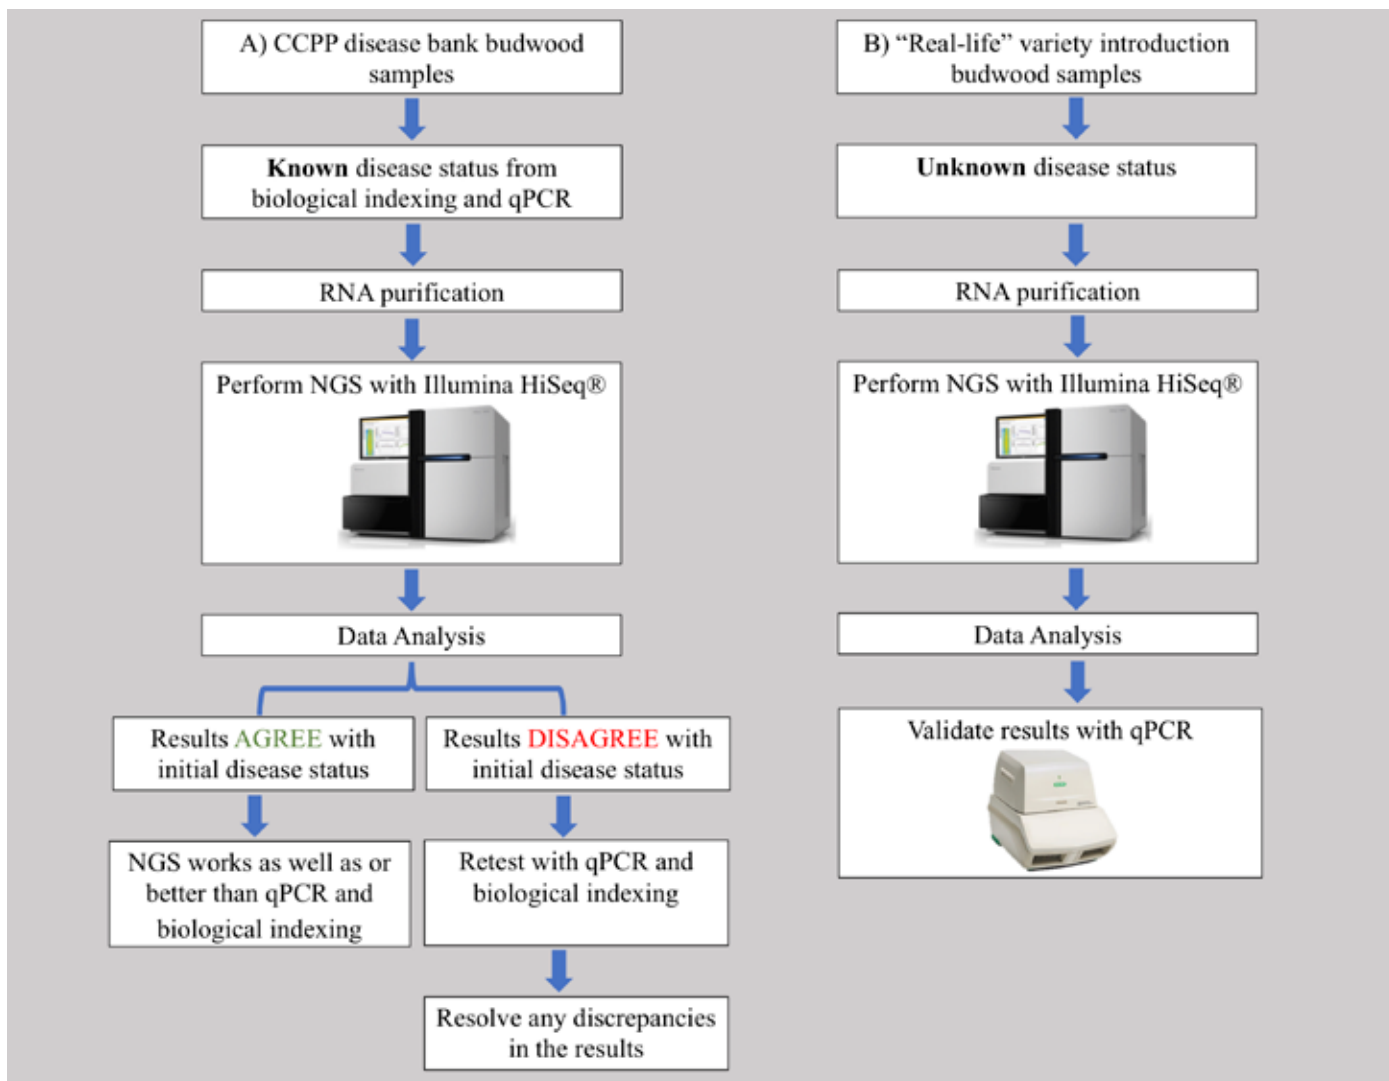 A) CCPP disease bank budwood
samples
Known disease status from
biological indexing and qPCR
RNA purification
Perform NGS with Illumina HiSeq®
Data Analysis
Results AGREE with
initial disease status
NGS works as well as or
better than qPCR and
biological indexing
Results DISAGREE with
initial disease status
Retest with qPCR and
biological indexing
Resolve any discrepancies
in the results
B) “Real-life” variety introduction
budwood samples
Unknown disease status
RNA purification
Perform NGS with Illumina HiSeq®
Data Analysis
Validate results with qPCR